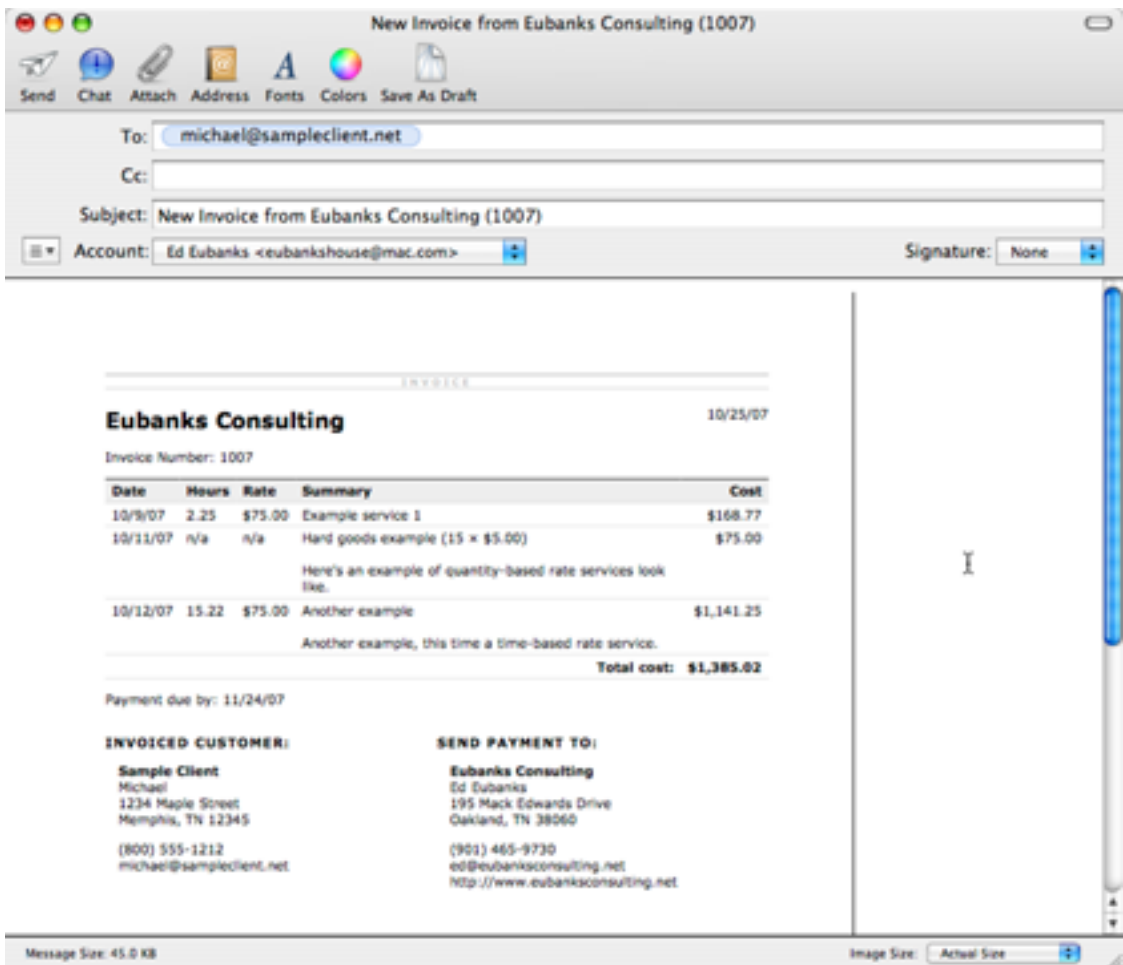 New Invoice from Eubanks Consulting (1007)
Send Chat Attach Address Fonts Colors Save As Draft
To: michael@sampleclient.net
Cc:
Subject: New Invoice from Eubanks Consulting (1007)
Account: Ed Eubanks <eubankshouse@mac.com> Signature: None
INVOICE
Eubanks Consulting 10/25/07
Invoice Number: 1007
Date Hours Rate Summary Cost
10/9/07 2.25 $75.00 Example service 1 $168.77
10/11/07 n/a n/a Hard goods example (15 × $5.00) $75.00
Here's an example of quantity-based rate services look
like.
10/12/07 15.22 $75.00 Another example $1,141.25
Another example, this time a time-based rate service.
Total cost: $1,385.02
Payment due by: 11/24/07
INVOICED CUSTOMER: SEND PAYMENT TO:
Sample Client Eubanks Consulting
Michael Ed Eubanks
1234 Maple Street 195 Mack Edwards Drive
Memphis, TN 12345 Oakland, TN 38060
(800) 555-1212 (901) 465-9730
michael@sampleclient.net ed@eubanksconsulting.net
http://www.eubanksconsulting.net
Message Size: 45.0 KB Image Size: Actual Size